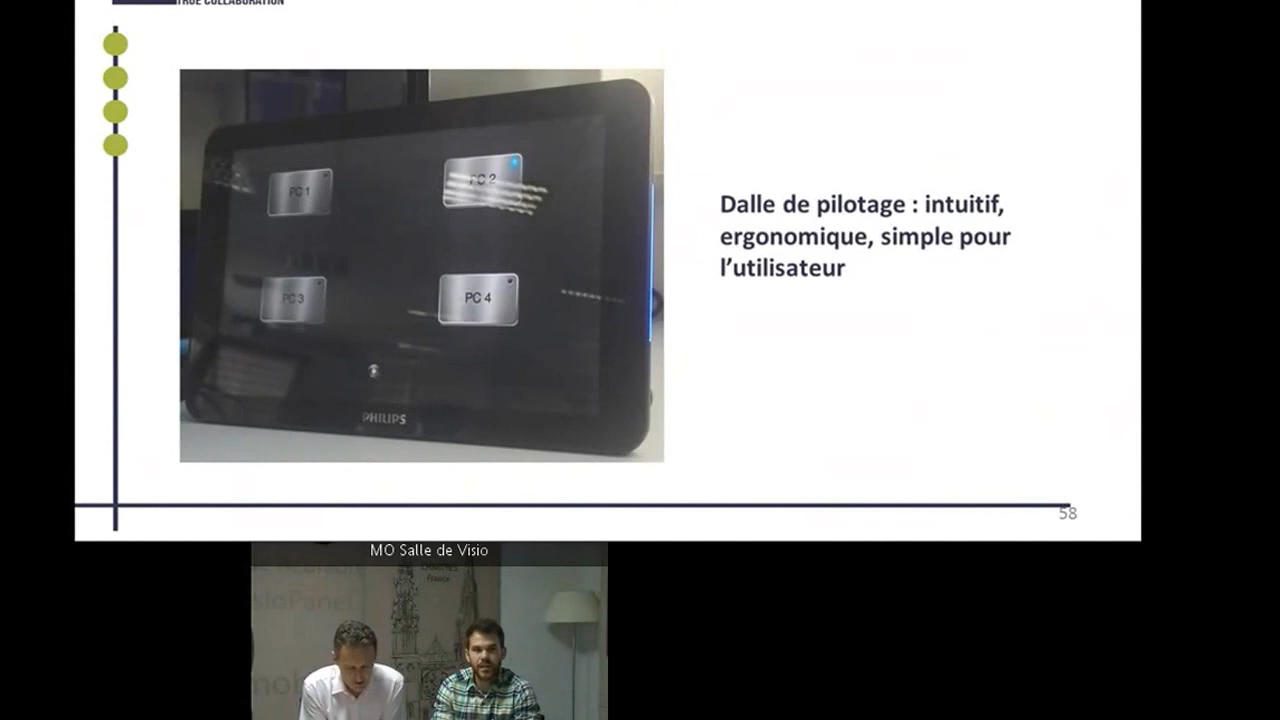 TRUE COLLABORATION
PC 1
PC 2
PC 3
PC 4
PHILIPS
Dalle de pilotage : intuitif,
ergonomique, simple pour
l’utilisateur
58
MO Salle de Visio
France